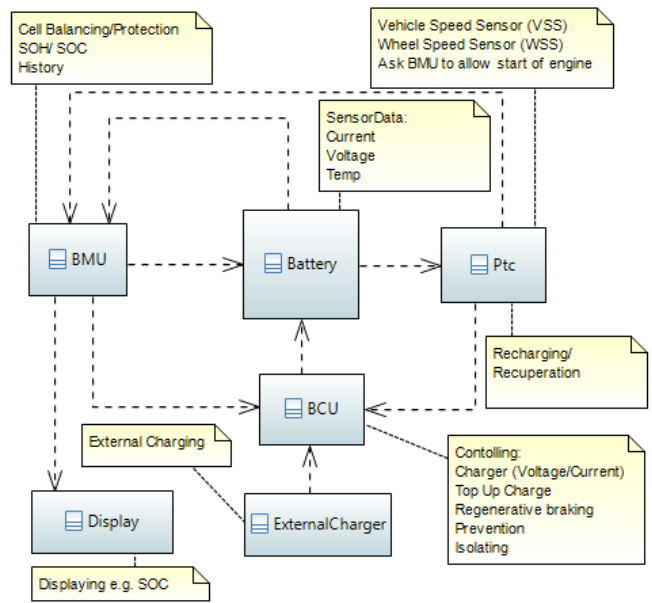 Cell Balancing/Protection
SOH/ SOC
History
Vehicle Speed Sensor (VSS)
Wheel Speed Sensor (WSS)
Ask BMU to allow start of engine
SensorData:
Current
Voltage
Temp
BMU
Battery
Ptc
Recharging/
Recuperation
BCU
External Charging
Contolling:
Charger (Voltage/Current)
Top Up Charge
Regenerative braking
Prevention
Isolating
Display
ExternalCharger
Displaying e.g. SOC